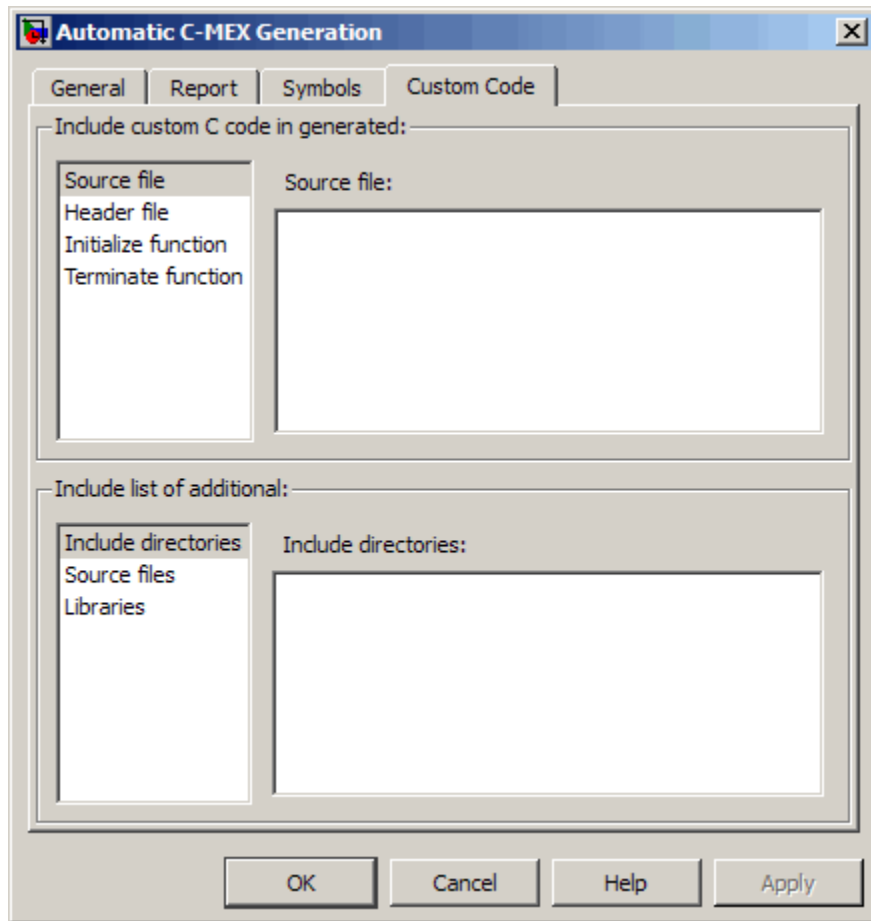 Automatic C-MEX Generation
General Report Symbols Custom Code
Include custom C code in generated:
Source file
Header file
Initialize function
Terminate function
Source file:
Include list of additional:
Include directories
Source files
Libraries
Include directories:
OK Cancel Help Apply